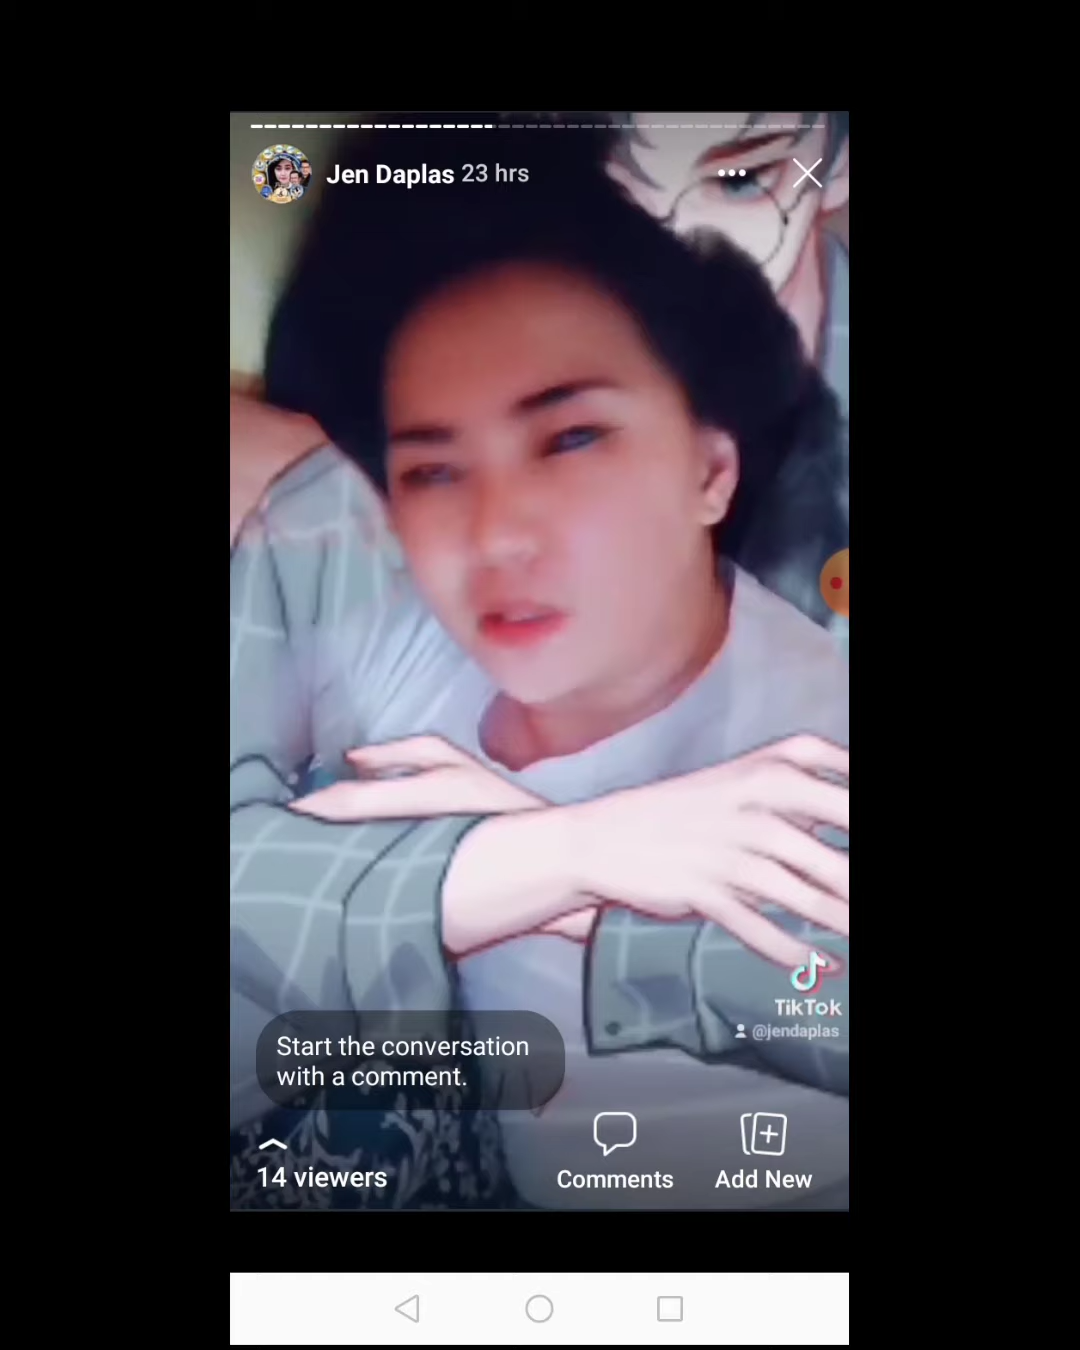 Jen Daplas 23 hrs
TikTok
@jendaplas
Start the conversation
with a comment.
14 viewers
Comments
Add New